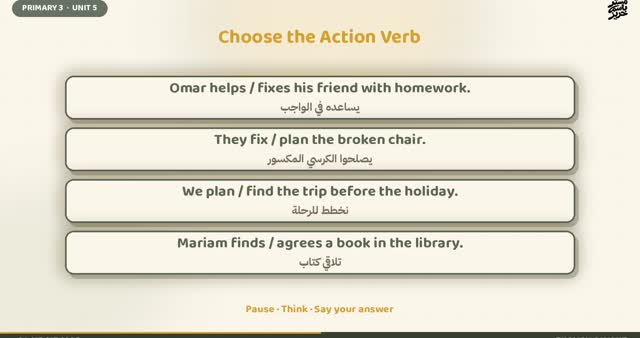 PRIMARY 3 · UNIT 5
Choose the Action Verb
Omar helps / fixes his friend with homework.
يساعده في الواجب
They fix / plan the broken chair.
يصلحوا الكرسي المكسور
We plan / find the trip before the holiday.
نخطط للرحلة
Mariam finds / agrees a book in the library.
تلاقي كتاب
Pause · Think · Say your answer